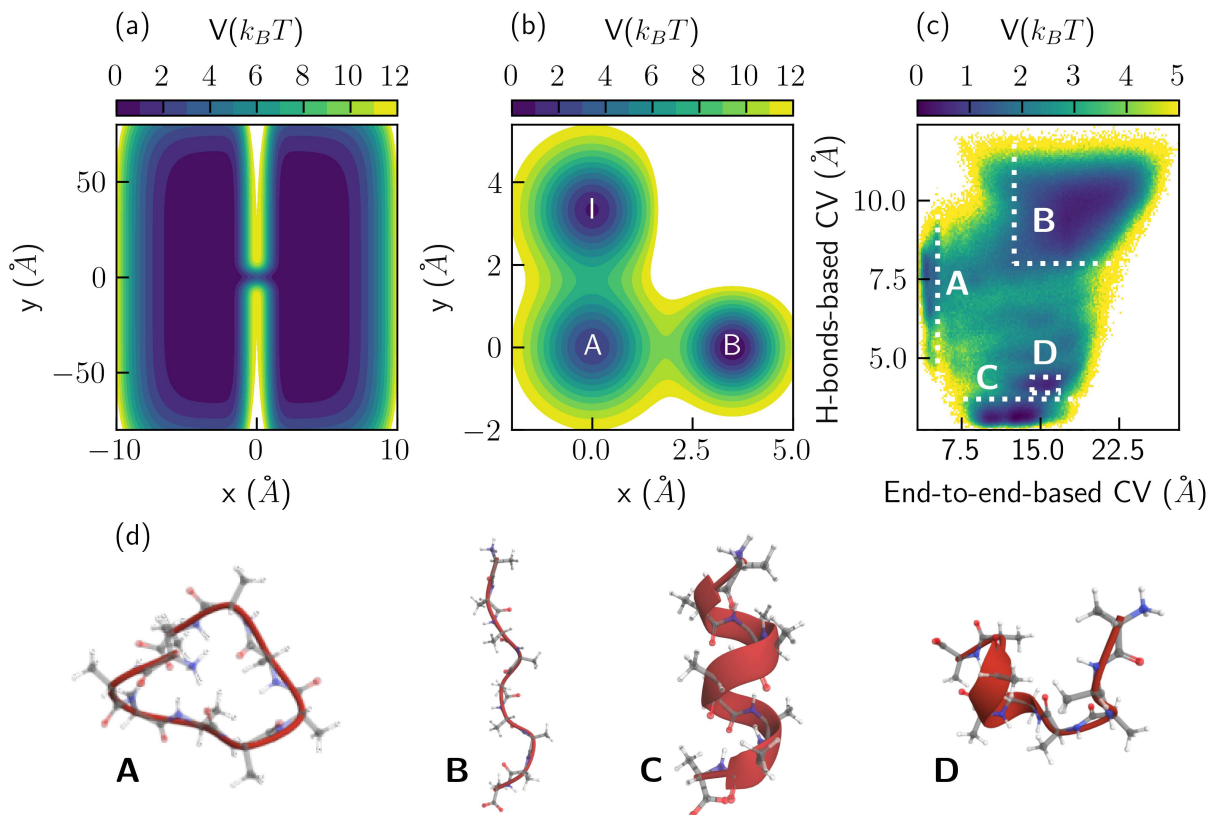 (a)
V(k_BT)
0 2 4 6 8 10 12
50
0
−50
y (Å)
−10 0 10
x (Å)
(b)
V(k_BT)
0 2 4 6 8 10
4
2
0
−2
y (Å)
I
A
B
0.0 2.5 5.0
x (Å)
(c)
V(k_BT)
0 1 2 3 4 5
H-bonds-based CV (Å)
10.0
7.5
5.0
B
A
D
C
7.5 15.0 22.5
End-to-end-based CV (Å)
(d)
A
B
C
D